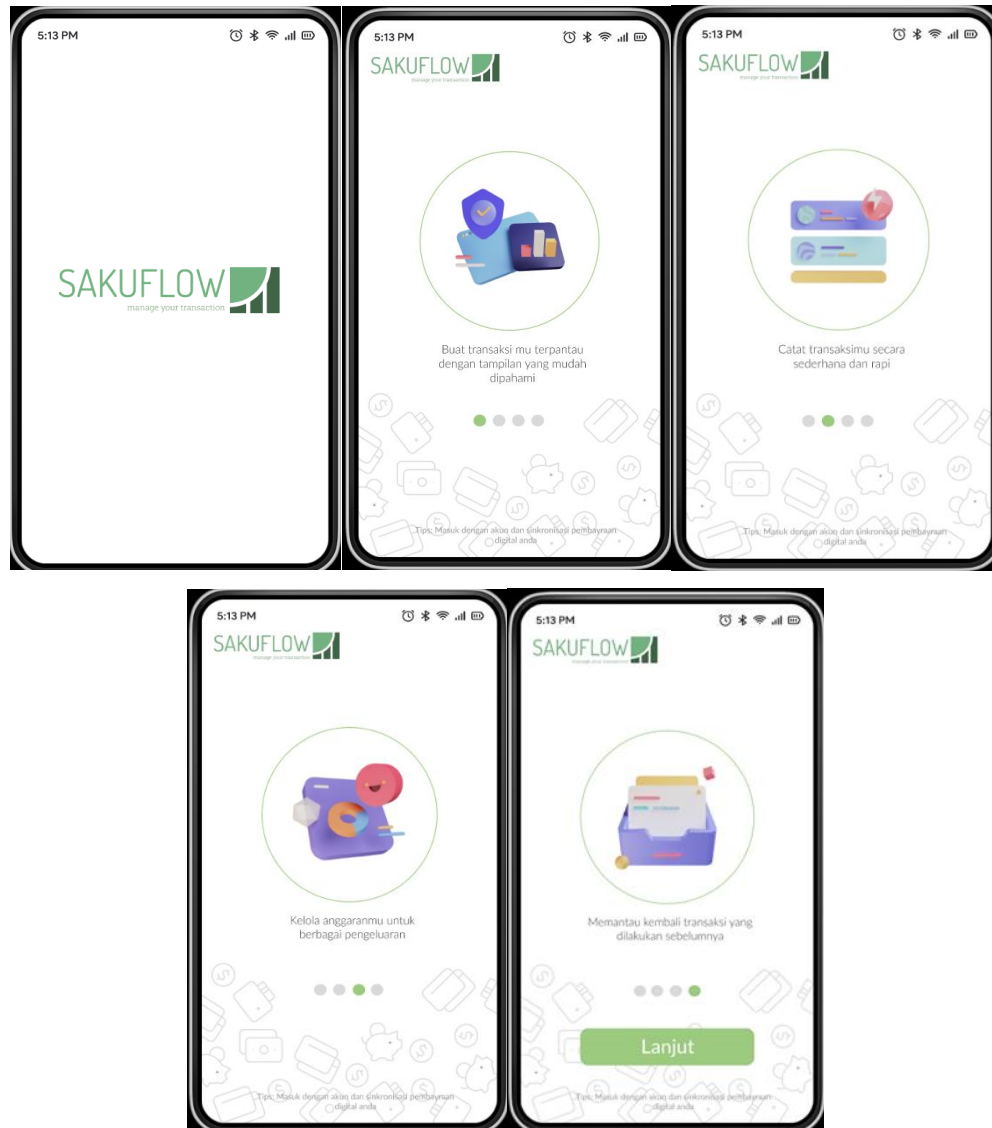 5:13 PM
SAKUFLOW
manage your transaction
5:13 PM
SAKUFLOW
manage your transaction
Buat transaksi mu terpantau
dengan tampilan yang mudah
dipahami
Tips: Masuk dengan akun dan sinkronisasi pembayraan
digital anda
5:13 PM
SAKUFLOW
manage your transaction
Catat transaksimu secara
sederhana dan rapi
Tips: Masuk dengan akun dan sinkronisasi pembayraan
digital anda
5:13 PM
SAKUFLOW
manage your transaction
Kelola anggaranmu untuk
berbagai pengeluaran
Tips: Masuk dengan akun dan sinkronisasi pembayraan
digital anda
5:13 PM
SAKUFLOW
manage your transaction
Memantau kembali transaksi yang
dilakukan sebelumnya
Lanjut
Tips: Masuk dengan akun dan sinkronisasi pembayraan
digital anda